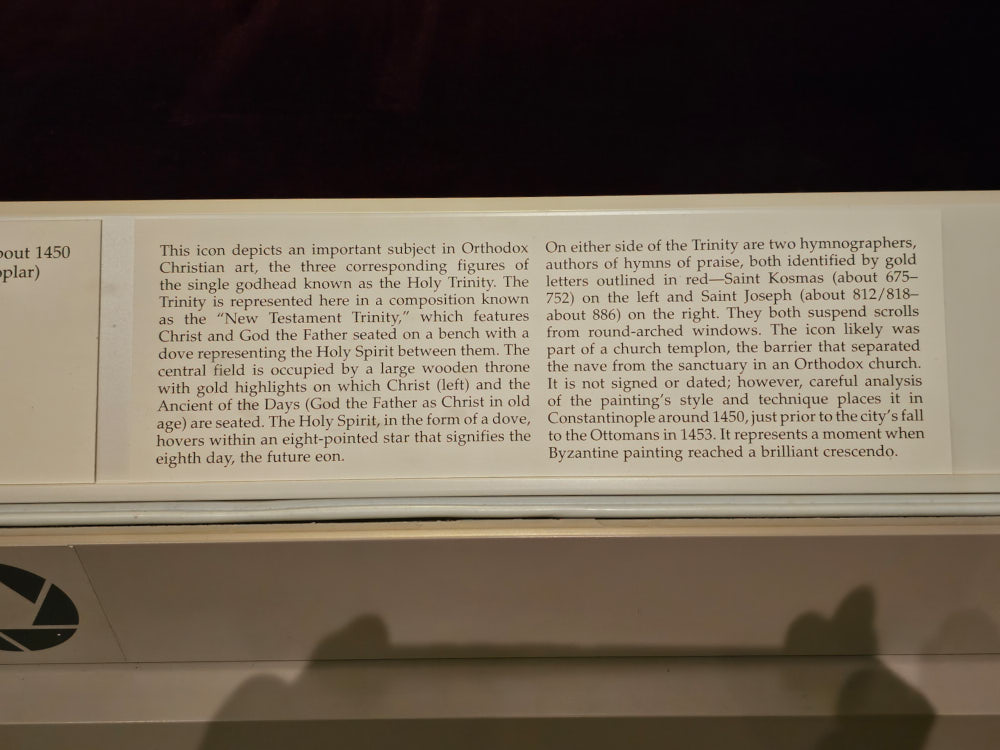 bout 1450
oplar)
This icon depicts an important subject in Orthodox
Christian art, the three corresponding figures of
the single godhead known as the Holy Trinity. The
Trinity is represented here in a composition known
as the “New Testament Trinity,” which features
Christ and God the Father seated on a bench with a
dove representing the Holy Spirit between them. The
central field is occupied by a large wooden throne
with gold highlights on which Christ (left) and the
Ancient of the Days (God the Father as Christ in old
age) are seated. The Holy Spirit, in the form of a dove,
hovers within an eight-pointed star that signifies the
eighth day, the future eon.
On either side of the Trinity are two hymnographers,
authors of hymns of praise, both identified by gold
letters outlined in red—Saint Kosmas (about 675–
752) on the left and Saint Joseph (about 812/818–
about 886) on the right. They both suspend scrolls
from round-arched windows. The icon likely was
part of a church templon, the barrier that separated
the nave from the sanctuary in an Orthodox church.
It is not signed or dated; however, careful analysis
of the painting’s style and technique places it in
Constantinople around 1450, just prior to the city’s fall
to the Ottomans in 1453. It represents a moment when
Byzantine painting reached a brilliant crescendo.